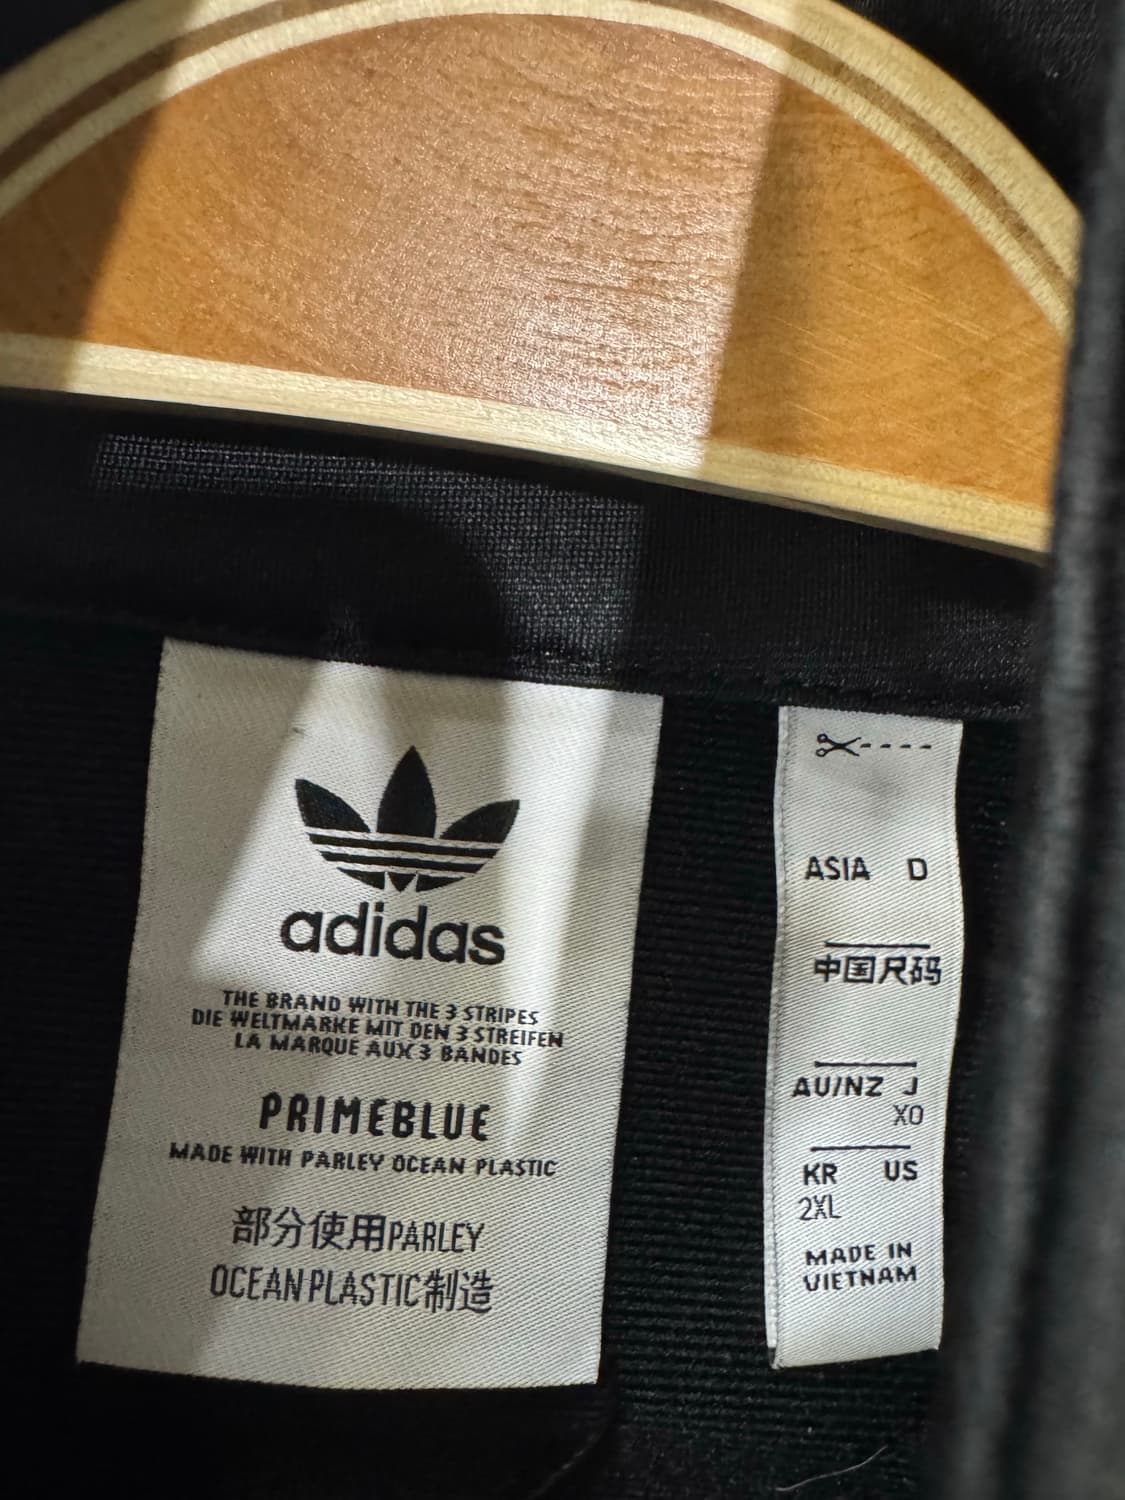 adidas
THE BRAND WITH THE 3 STRIPES
DIE WELTMARKE MIT DEN 3 STREIFEN
LA MARQUE AUX 3 BANDES
PRIMEBLUE
MADE WITH PARLEY OCEAN PLASTIC
部分使用PARLEY
OCEAN PLASTIC制造
ASIA D
中国尺码
AU/NZ J
XO
KR US
2XL
MADE IN
VIETNAM